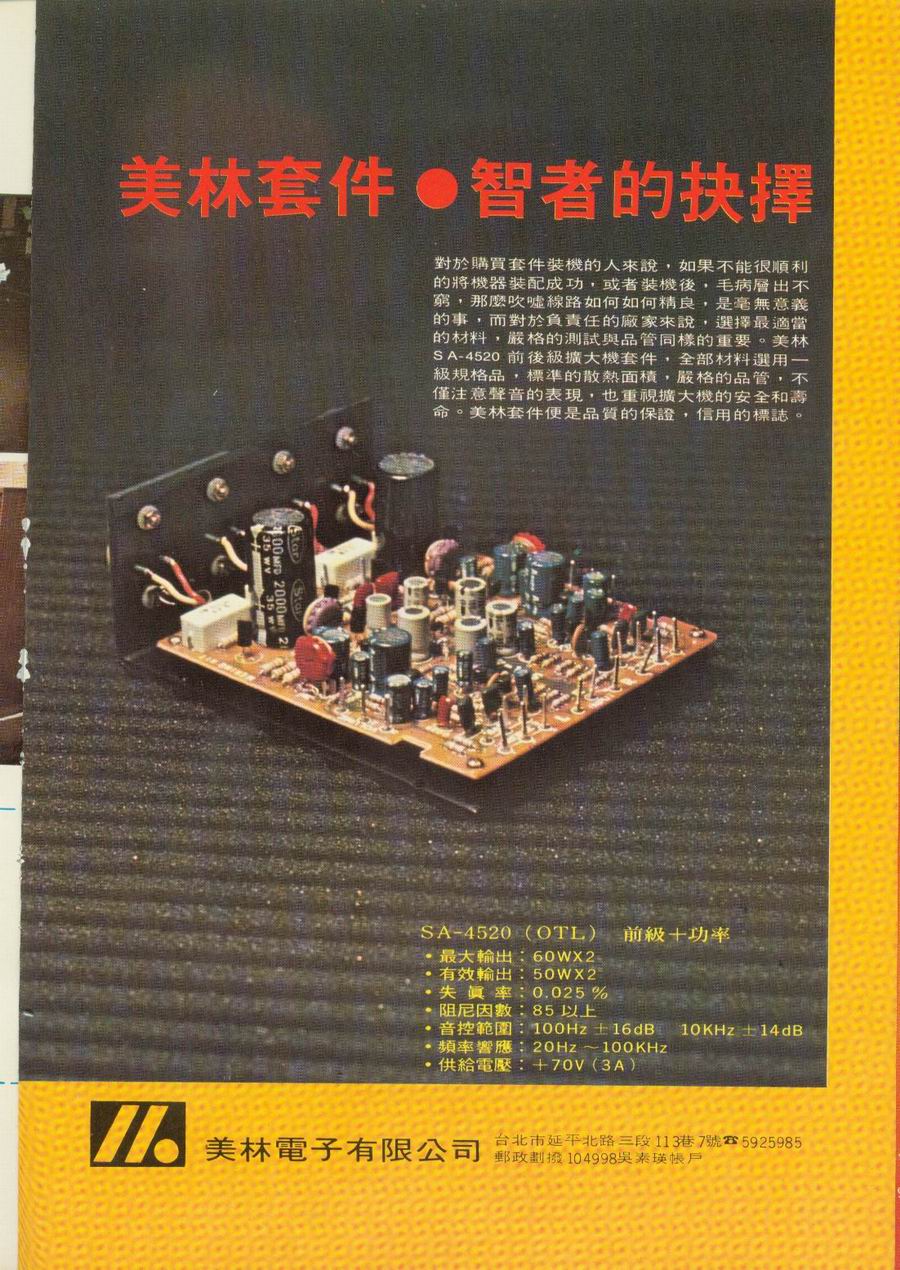 美林套件●智者的抉擇
對於購買套件裝機的人來說，如果不能很順利
的將機器裝配成功，或者裝機後，毛病層出不
窮，那麼吹噓線路如何如何精良，是毫無意義
的事，而對於負責任的廠家來說，選擇最適當
的材料，嚴格的測試與品管同樣的重要。美林
SA-4520 前後級擴大機套件，全部材料選用一
級規格品，標準的散熱面積，嚴格的品管，不
僅注意聲音的表現，也重視擴大機的安全和壽
命。美林套件便是品質的保證，信用的標誌。
Star
2000MFD
35WV
SA-4520（OTL） 前級＋功率
•最大輸出：60WX2
•有效輸出：50WX2
•失眞率：0.025％
•阻尼因數：85以上
•音控範圍：100Hz±16dB 10KHz±14dB
•頻率響應：20Hz～100KHz
•供給電壓：＋70V（3A）
美林電子有限公司
台北市延平北路三段113巷7號☎5925985
郵政劃撥104998吳素瑛帳戶